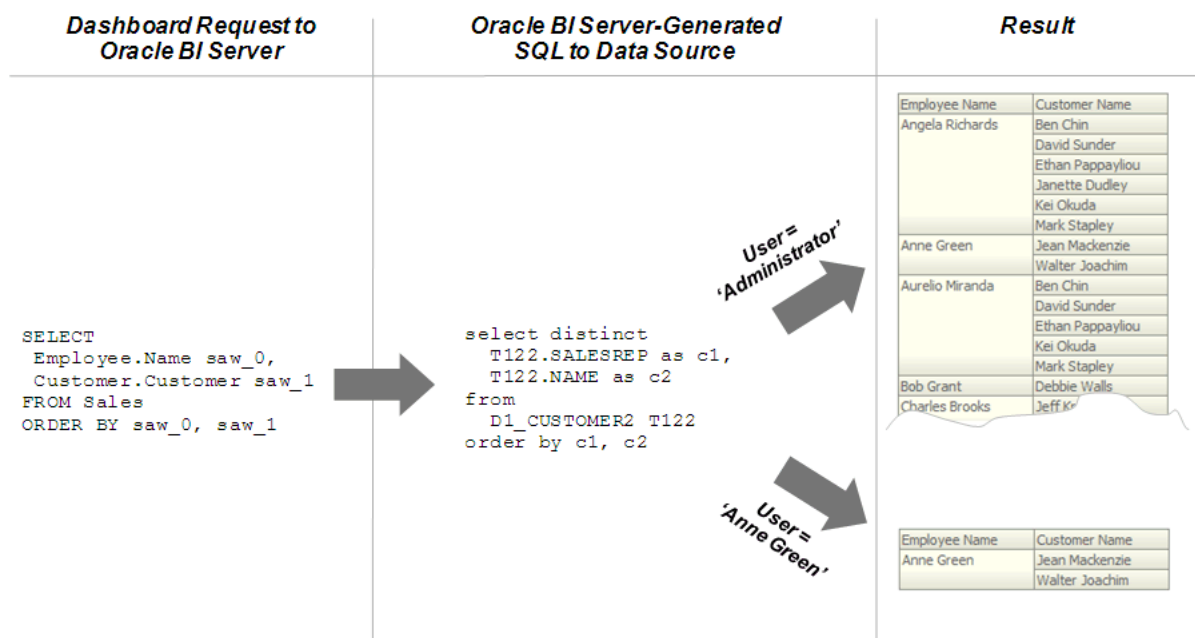 Dashboard Request to
Oracle BI Server
Oracle BI Server-Generated
SQL to Data Source
Result
SELECT
Employee.Name saw_0,
Customer.Customer saw_1
FROM Sales
ORDER BY saw_0, saw_1
select distinct
T122.SALESREP as c1,
T122.NAME as c2
from
D1_CUSTOMER2 T122
order by c1, c2
User =
‘Administrator’
Employee Name Customer Name
Angela Richards Ben Chin
David Sunder
Ethan Pappayliou
Janette Dudley
Kei Okuda
Mark Stapley
Anne Green Jean Mackenzie
Walter Joachim
Aurelio Miranda Ben Chin
David Sunder
Ethan Pappayliou
Kei Okuda
Mark Stapley
Bob Grant Debbie Walls
Charles Brooks Jeff
User =
‘Anne Green’
Employee Name Customer Name
Anne Green Jean Mackenzie
Walter Joachim